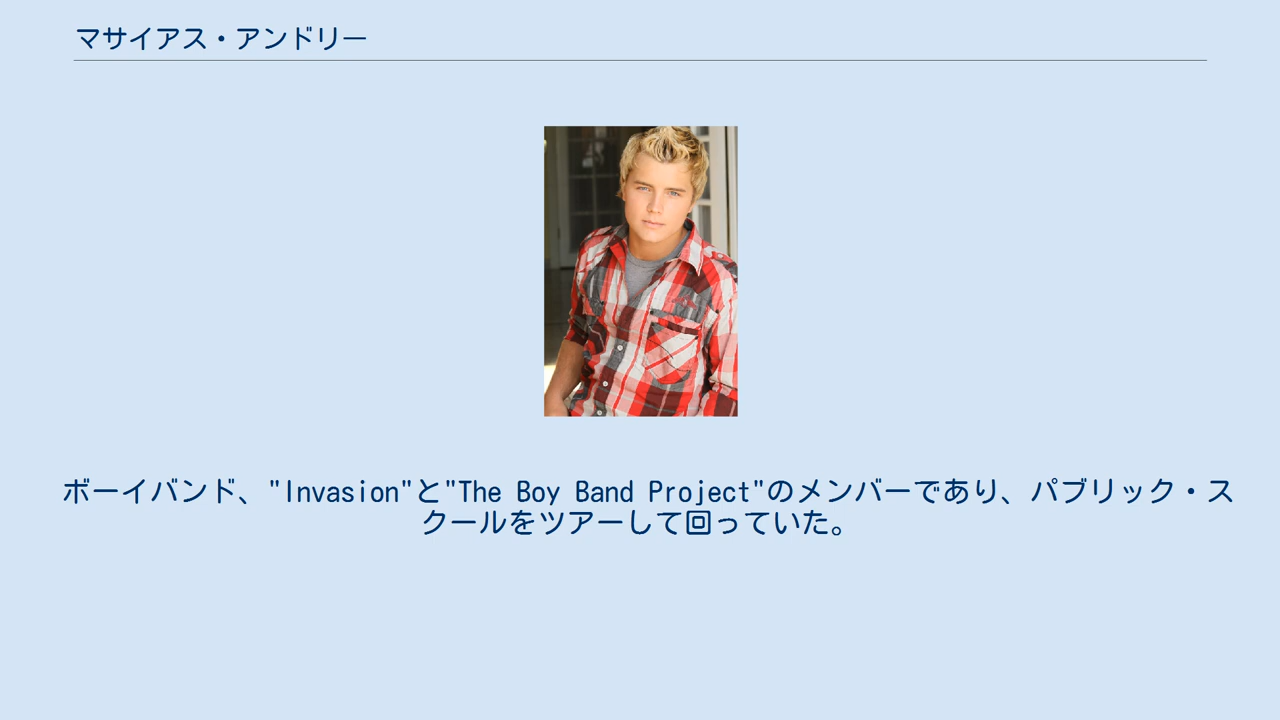 マサイアス・アンドリー
ボーイバンド、"Invasion"と"The Boy Band Project"のメンバーであり、パブリック・ス
クールをツアーして回っていた。